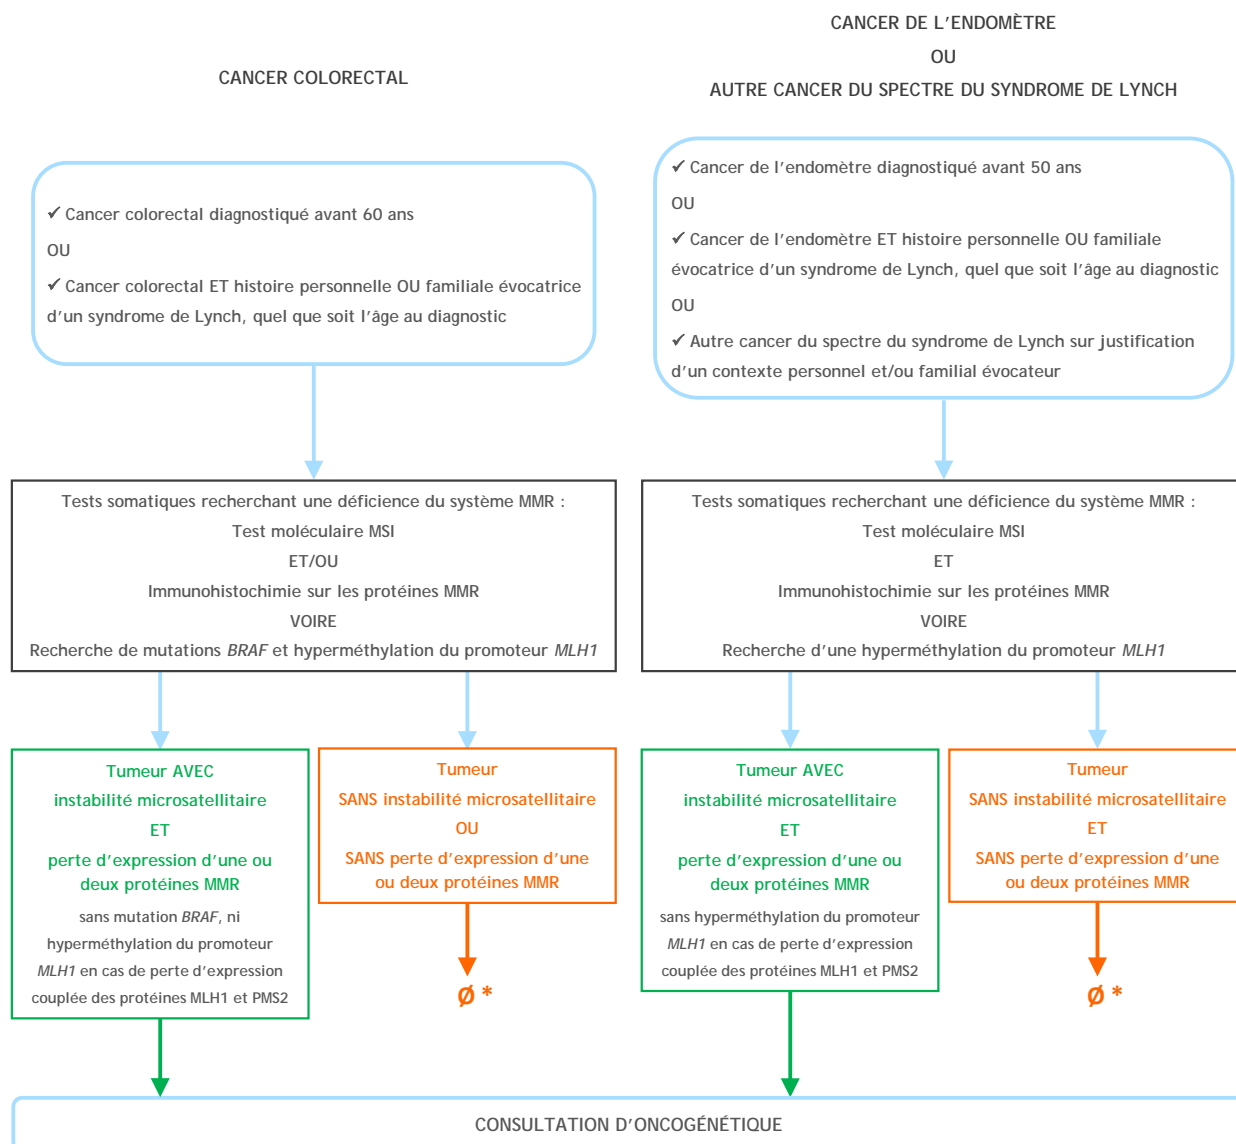 CANCER COLORECTAL
✓ Cancer colorectal diagnostiqué avant 60 ans
OU
✓ Cancer colorectal ET histoire personnelle OU familiale évocatrice
d'un syndrome de Lynch, quel que soit l'âge au diagnostic
CANCER DE L'ENDOMÈTRE
OU
AUTRE CANCER DU SPECTRE DU SYNDROME DE LYNCH
✓ Cancer de l'endomètre diagnostiqué avant 50 ans
OU
✓ Cancer de l'endomètre ET histoire personnelle OU familiale
évocatrice d'un syndrome de Lynch, quel que soit l'âge au diagnostic
OU
✓ Autre cancer du spectre du syndrome de Lynch sur justification
d'un contexte personnel et/ou familial évocateur
Tests somatiques recherchant une déficience du système MMR :
Test moléculaire MSI
ET/OU
Immunohistochimie sur les protéines MMR
VOIRE
Recherche de mutations BRAF et hyperméthylation du promoteur MLH1
Tests somatiques recherchant une déficience du système MMR :
Test moléculaire MSI
ET
Immunohistochimie sur les protéines MMR
VOIRE
Recherche d'une hyperméthylation du promoteur MLH1
Tumeur AVEC
instabilité microsatellitaire
ET
perte d'expression d'une ou
deux protéines MMR
sans mutation BRAF, ni
hyperméthylation du promoteur
MLH1 en cas de perte d'expression
couplée des protéines MLH1 et PMS2
Tumeur
SANS instabilité microsatellitaire
OU
SANS perte d'expression d'une
ou deux protéines MMR
Ø *
Tumeur AVEC
instabilité microsatellitaire
ET
perte d'expression d'une ou
deux protéines MMR
sans hyperméthylation du promoteur
MLH1 en cas de perte d'expression
couplée des protéines MLH1 et PMS2
Tumeur
SANS instabilité microsatellitaire
ET
SANS perte d'expression d'une
ou deux protéines MMR
Ø *
CONSULTATION D'ONCOGÉNÉTIQUE